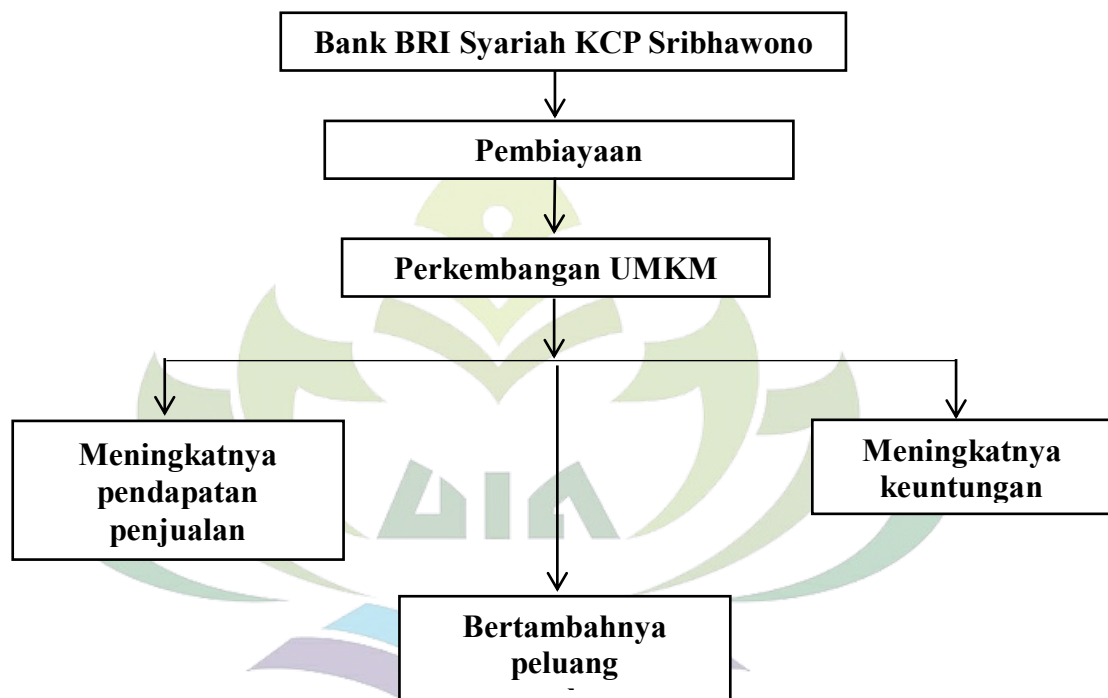 Bank BRI Syariah KCP Sribhawono
Pembiayaan
Perkembangan UMKM
Meningkatnya
pendapatan
penjualan
Meningkatnya
keuntungan
Bertambahnya
peluang